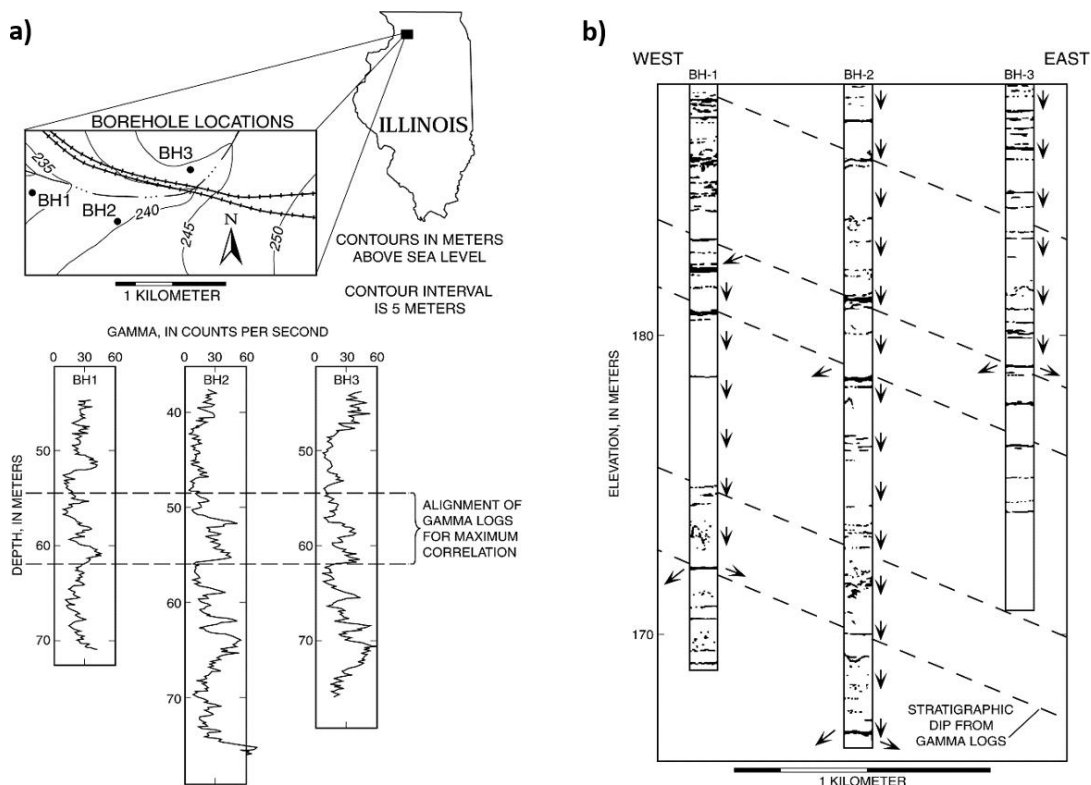 a)
ILLINOIS
BOREHOLE LOCATIONS
BH3
235
BH1
BH2
240
N
245
250
1 KILOMETER
CONTOURS IN METERS
ABOVE SEA LEVEL
CONTOUR INTERVAL
IS 5 METERS
GAMMA, IN COUNTS PER SECOND
0 30 60
0 30 60
0 30 60
BH1
BH2
BH3
DEPTH, IN METERS
50
60
70
40
50
60
70
50
60
70
ALIGNMENT OF
GAMMA LOGS
FOR MAXIMUM
CORRELATION
b)
WEST
EAST
BH-1
BH-2
BH-3
ELEVATION, IN METERS
180
170
STRATIGRAPHIC
DIP FROM
GAMMA LOGS
1 KILOMETER